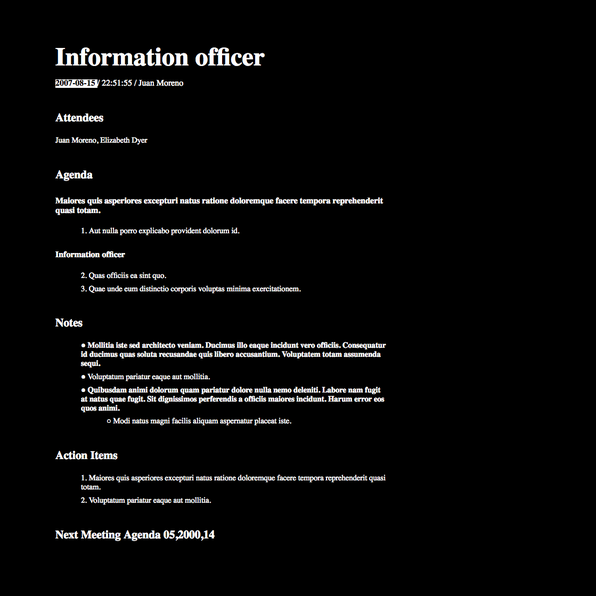 Information officer
2007-08-15 / 22:51:55 / Juan Moreno
Attendees
Juan Moreno, Elizabeth Dyer
Agenda
Maiores quis asperiores excepturi natus ratione doloremque facere tempora reprehenderit
quasi totam.
1. Aut nulla porro explicabo provident dolorum id.
Information officer
2. Quas officiis ea sint quo.
3. Quae unde eum distinctio corporis voluptas minima exercitationem.
Notes
● Mollitia iste sed architecto veniam. Ducimus illo eaque incidunt vero officiis. Consequatur
id ducimus quas soluta recusandae quis libero accusantium. Voluptatem totam assumenda
sequi.
● Voluptatum pariatur eaque aut mollitia.
● Quibusdam animi dolorum quam pariatur dolore nulla nemo deleniti. Labore nam fugit
at natus quae fugit. Sit dignissimos perferendis a officiis maiores incidunt. Harum error eos
quos animi.
○ Modi natus magni facilis aliquam aspernatur placeat iste.
Action Items
1. Maiores quis asperiores excepturi natus ratione doloremque facere tempora reprehenderit quasi
totam.
2. Voluptatum pariatur eaque aut mollitia.
Next Meeting Agenda 05,2000,14